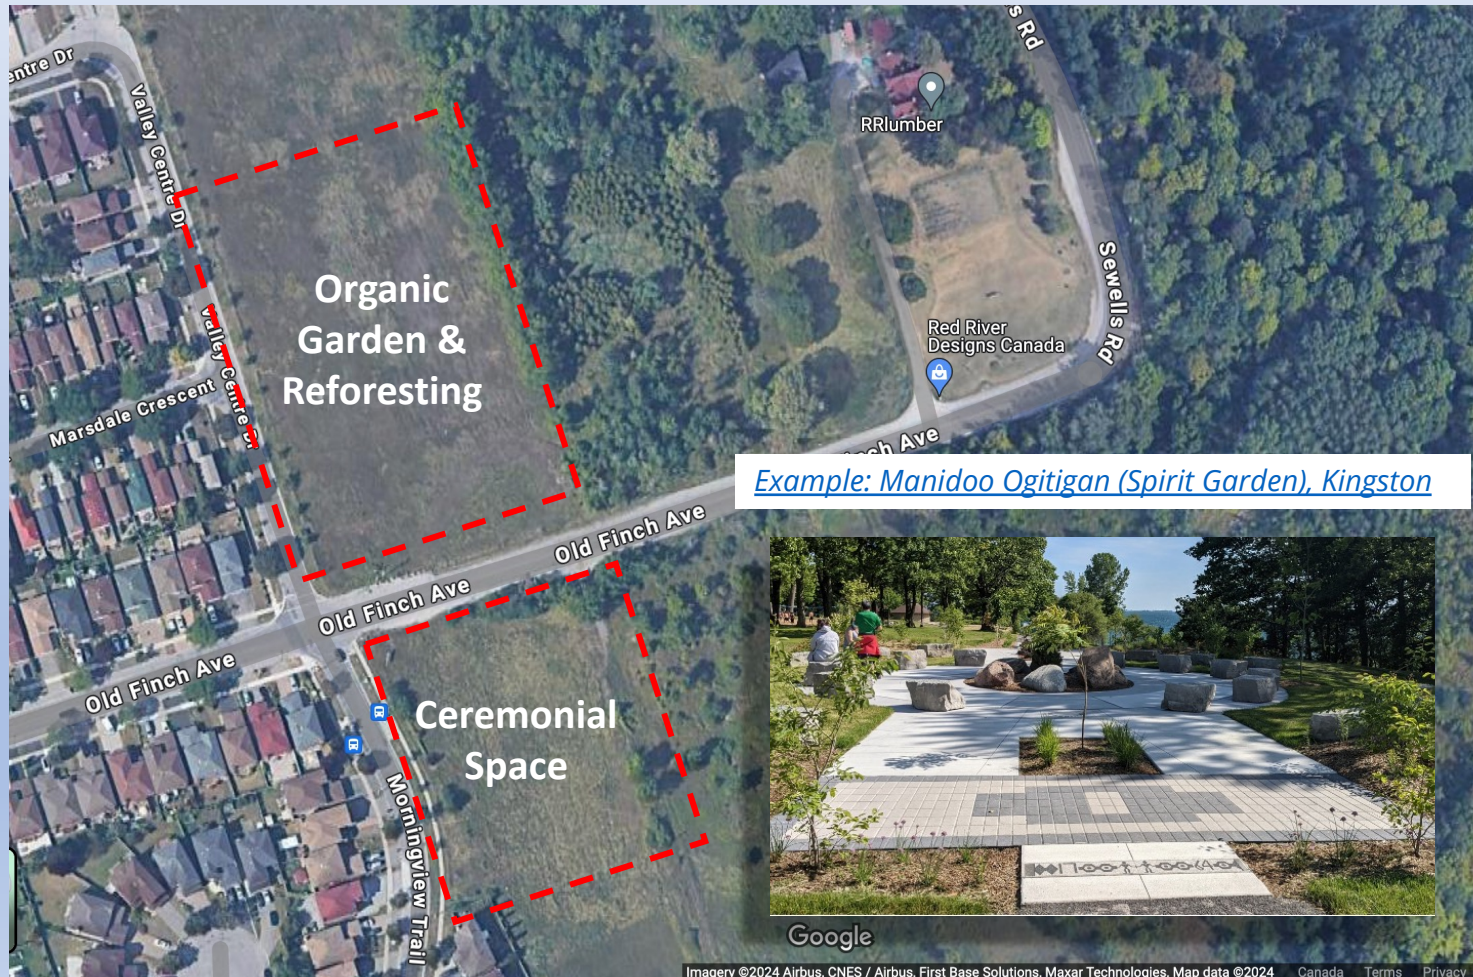 entre Dr
Valley Centre Dr
s Rd
RRlumber
Organic
Garden &
Reforesting
Valley Centre Dr
Marsdale Crescent
Sewells Rd
Red River
Designs Canada
ch Ave
Example: Manidoo Ogitigan (Spirit Garden), Kingston
Old Finch Ave
Old Finch Ave
Old Finch Ave
Ceremonial
Space
Morningview Trail
Google
Imagery ©2024 Airbus, CNES / Airbus, First Base Solutions, Maxar Technologies, Map data ©2024 Canada Terms Privacy